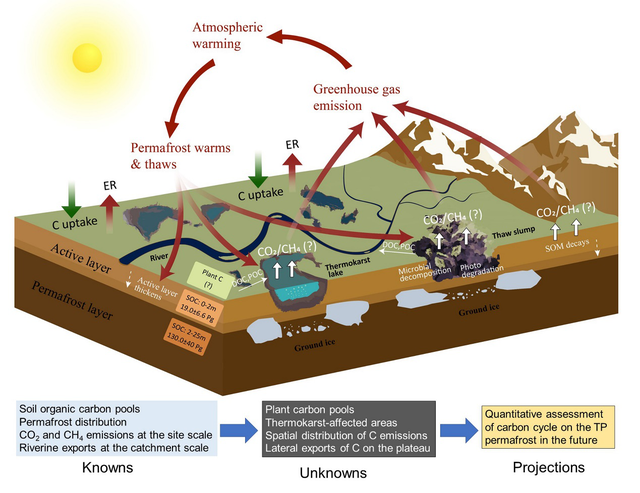 Atmospheric
warming
Greenhouse gas
emission
Permafrost warms
& thaws
ER
ER
C uptake
C uptake
CO₂/CH₄ (?)
CO₂/CH₄ (?)
CO₂/CH₄ (?)
River
Active layer
Permafrost layer
Active layer
thickens
Plant C
(?)
DOC,POC
DOC,POC
Thermokarst
lake
Thaw slump
SOM decays
Microbial
decomposition
Photo
degradation
SOC: 0-2m
19.0±6.6 Pg
SOC: 2-25m
130.0±40 Pg
Ground ice
Ground ice
Soil organic carbon pools
Permafrost distribution
CO₂ and CH₄ emissions at the site scale
Riverine exports at the catchment scale
Knowns
Plant carbon pools
Thermokarst-affected areas
Spatial distribution of C emissions
Lateral exports of C on the plateau
Unknowns
Quantitative assessment
of carbon cycle on the TP
permafrost in the future
Projections